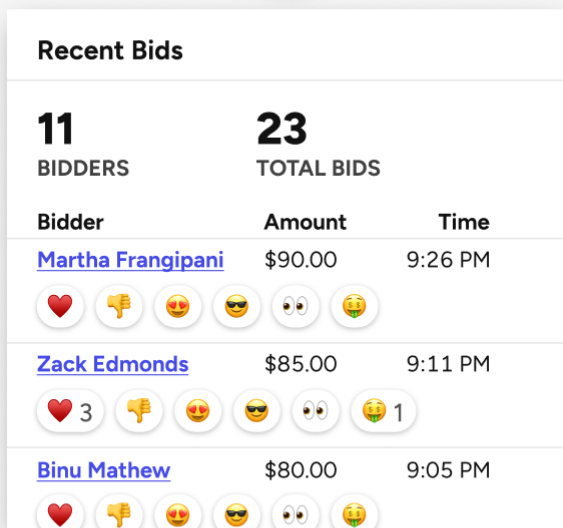 Recent Bids
11 23
BIDDERS TOTAL BIDS
Bidder Amount Time
Martha Frangipani $90.00 9:26 PM
Zack Edmonds $85.00 9:11 PM
3 1
Binu Mathew $80.00 9:05 PM